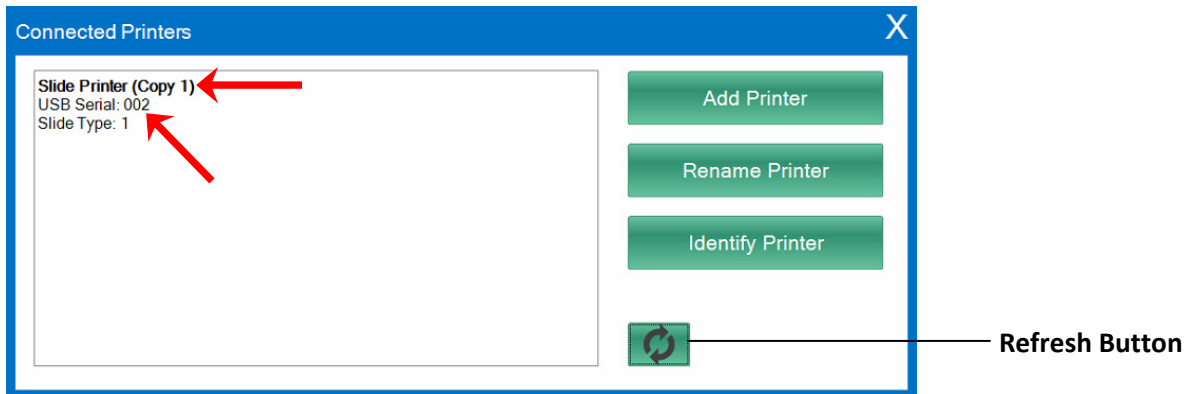 Connected Printers
X
Slide Printer (Copy 1)
USB Serial: 002
Slide Type: 1
Add Printer
Rename Printer
Identify Printer
Refresh Button